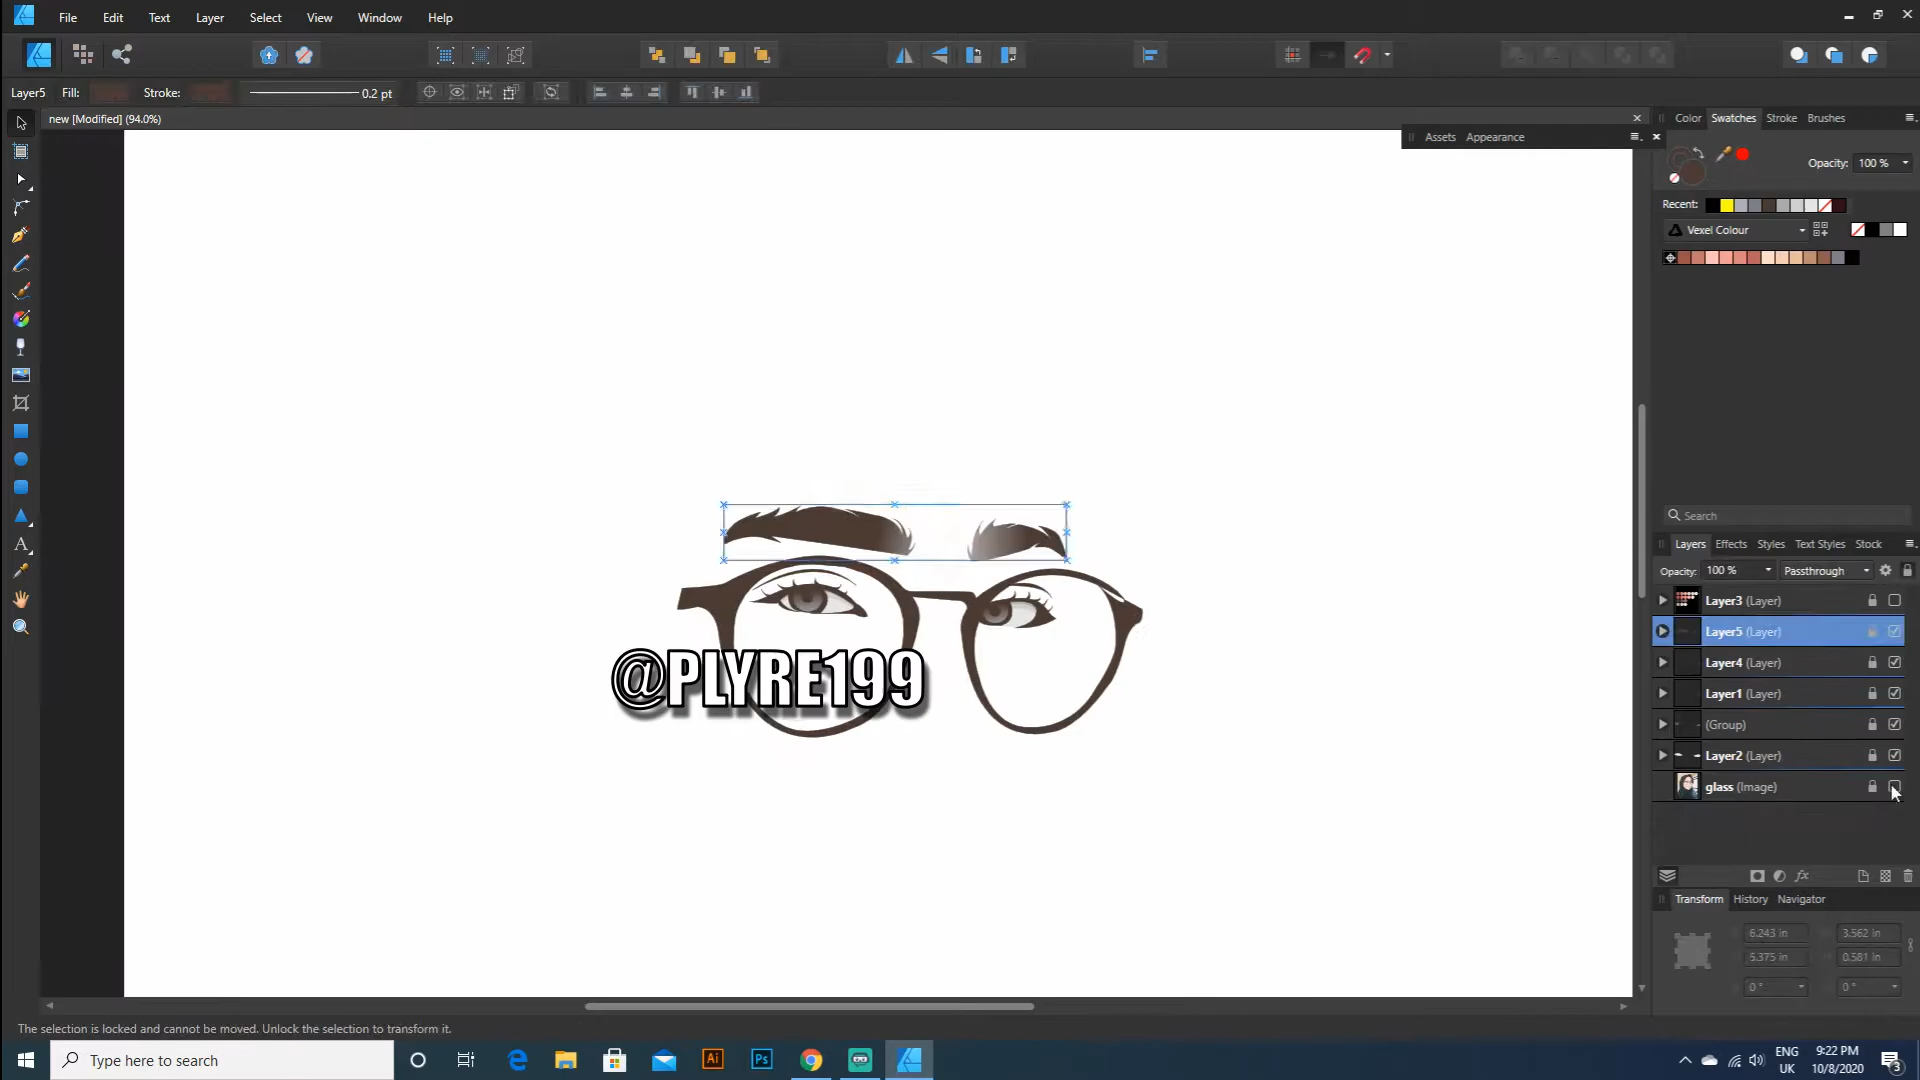 File Edit Text Layer Select View Window Help
Layer5 Fill: Stroke: 0.2 pt
new [Modified] (94.0%)
Color Swatches Stroke Brushes
Assets Appearance
Opacity: 100 %
Recent:
Vexel Colour
Search
Layers Effects Styles Text Styles Stock
Opacity: 100 % Passthrough
Layer3 (Layer)
Layer5 (Layer)
Layer4 (Layer)
Layer1 (Layer)
(Group)
Layer2 (Layer)
glass (Image)
@PLYRE199
Transform History Navigator
6.243 in 3.562 in
5.375 in 0.581 in
0 ° 0 °
The selection is locked and cannot be moved. Unlock the selection to transform it.
Type here to search
Ai Ps
ENG 9:22 PM
UK 10/8/2020
3